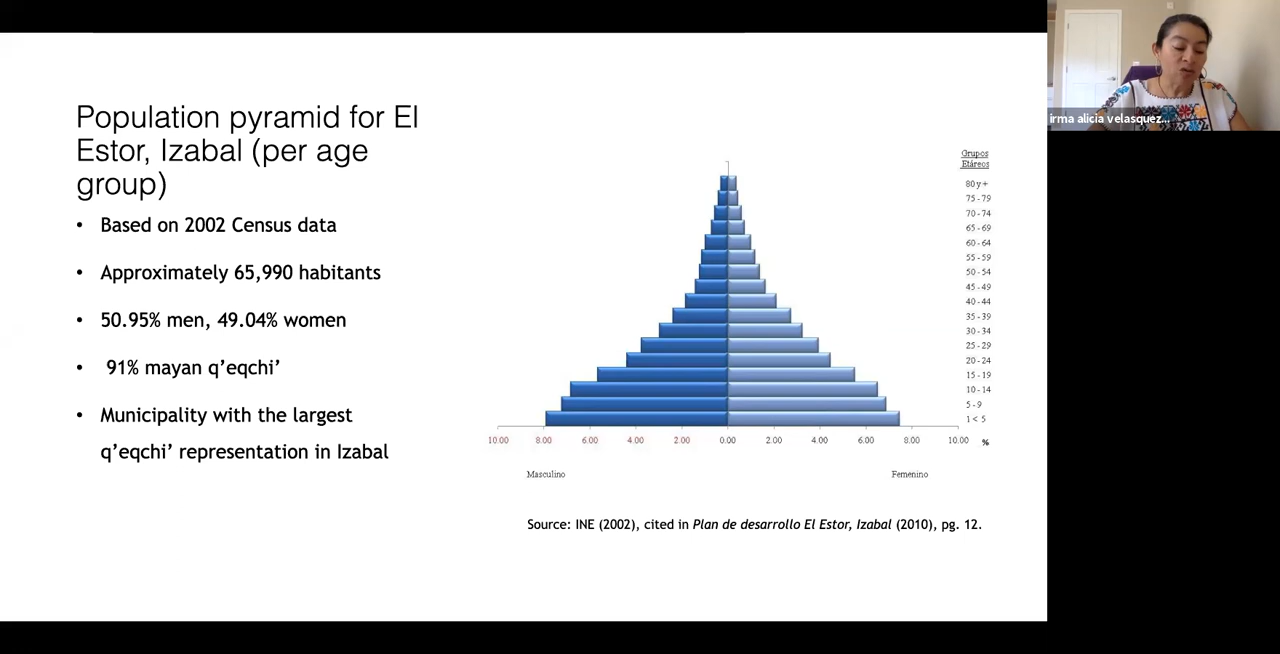 Population pyramid for El
Estor, Izabal (per age
group)
• Based on 2002 Census data
• Approximately 65,990 habitants
• 50.95% men, 49.04% women
• 91% mayan q’eqchi’
• Municipality with the largest
q’eqchi’ representation in Izabal
Grupos
Etáreos
80 y +
75 - 79
70 - 74
65 - 69
60 - 64
55 - 59
50 - 54
45 - 49
40 - 44
35 - 39
30 - 34
25 - 29
20 - 24
15 - 19
10 - 14
5 - 9
1 < 5
10.00 8.00 6.00 4.00 2.00 0.00 2.00 4.00 6.00 8.00 10.00 %
Masculino Femenino
Source: INE (2002), cited in Plan de desarrollo El Estor, Izabal (2010), pg. 12.
irma alicia velasquez...